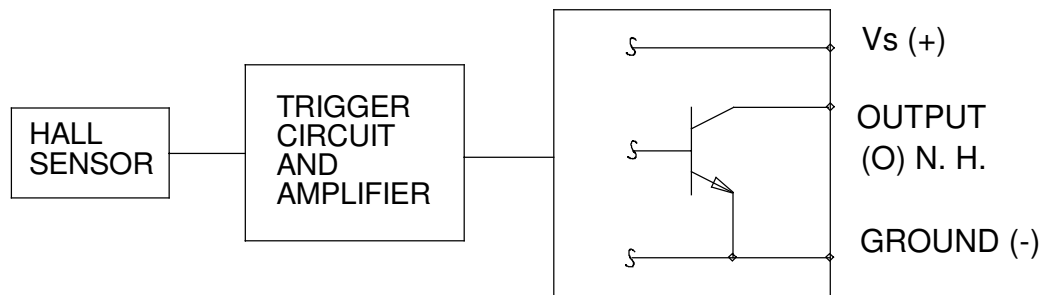 HALL
SENSOR
TRIGGER
CIRCUIT
AND
AMPLIFIER
Vs (+)
OUTPUT
(O) N. H.
GROUND (-)